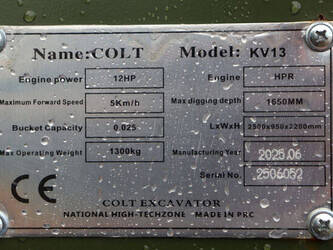 Name:COLT Model: KV13
Engine power 12HP Engine HPR
Maximum Forward Speed 5Km/h Max digging depth 1650MM
Bucket Capacity 0.025 LxWxH 2500x950x2200mm
Max Operating Weight 1300kg Manufacturing Year 2025.06
Serial No. 2506052
CE
COLT EXCAVATOR
NATIONAL HIGH-TECHZONE MADE IN PRC